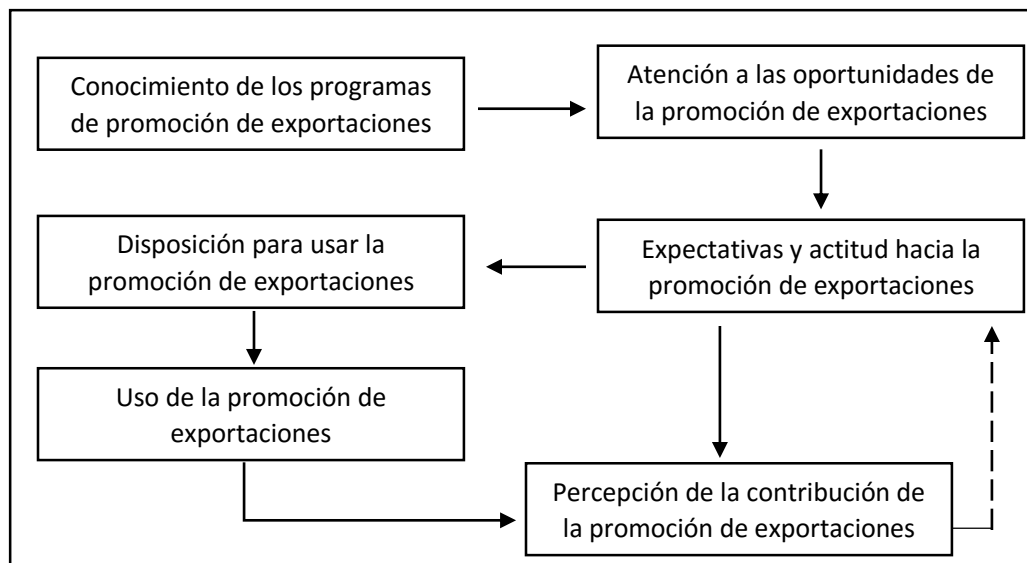 Conocimiento de los programas
de promoción de exportaciones
Atención a las oportunidades de
la promoción de exportaciones
Disposición para usar la
promoción de exportaciones
Expectativas y actitud hacia la
promoción de exportaciones
Uso de la promoción de
exportaciones
Percepción de la contribución de
la promoción de exportaciones